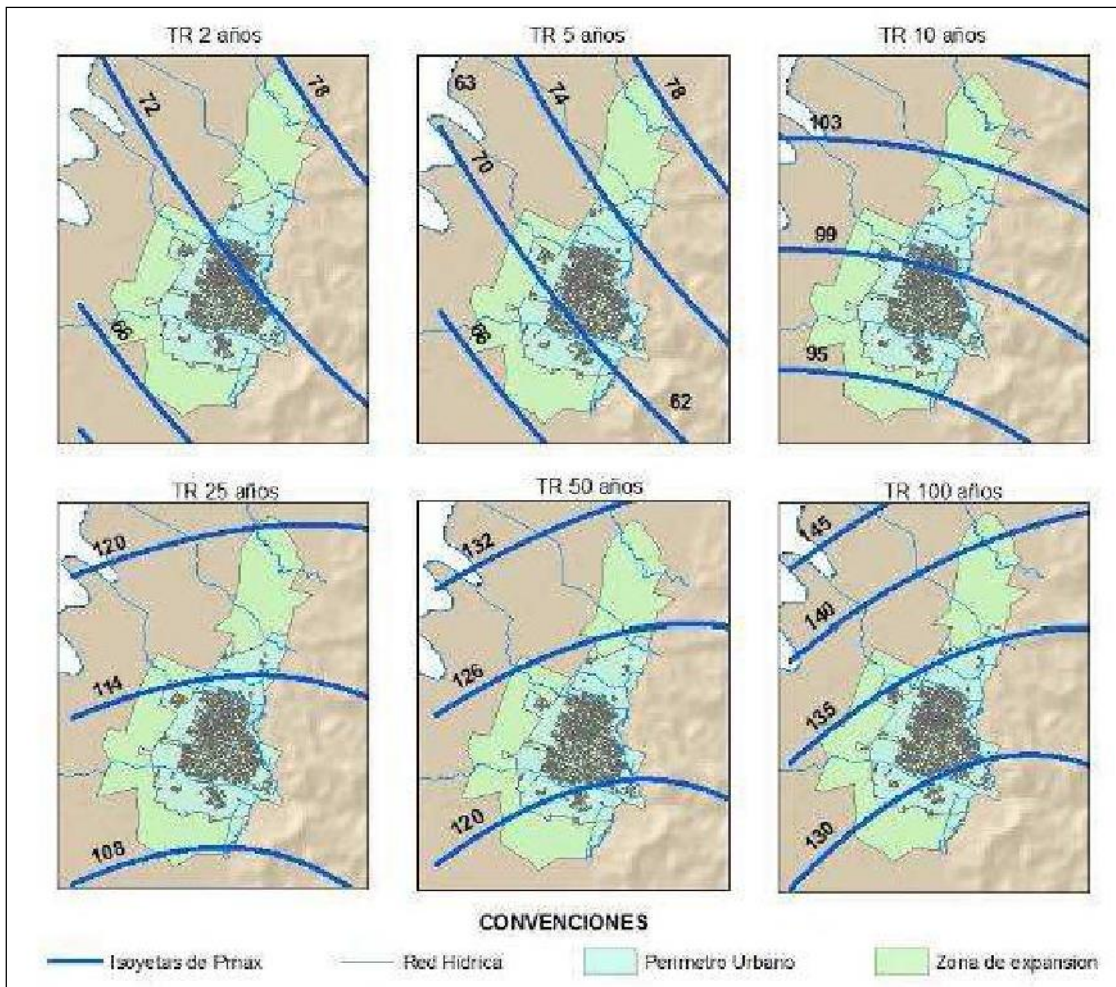 TR 2 años
TR 5 años
TR 10 años
72
78
66
63
74
78
70
66
62
103
99
95
TR 25 años
TR 50 años
TR 100 años
120
114
108
132
126
120
145
140
135
130
CONVENCIONES
Isoyetas de Pmax
Red Hidrica
Perimetro Urbano
Zona de expansion